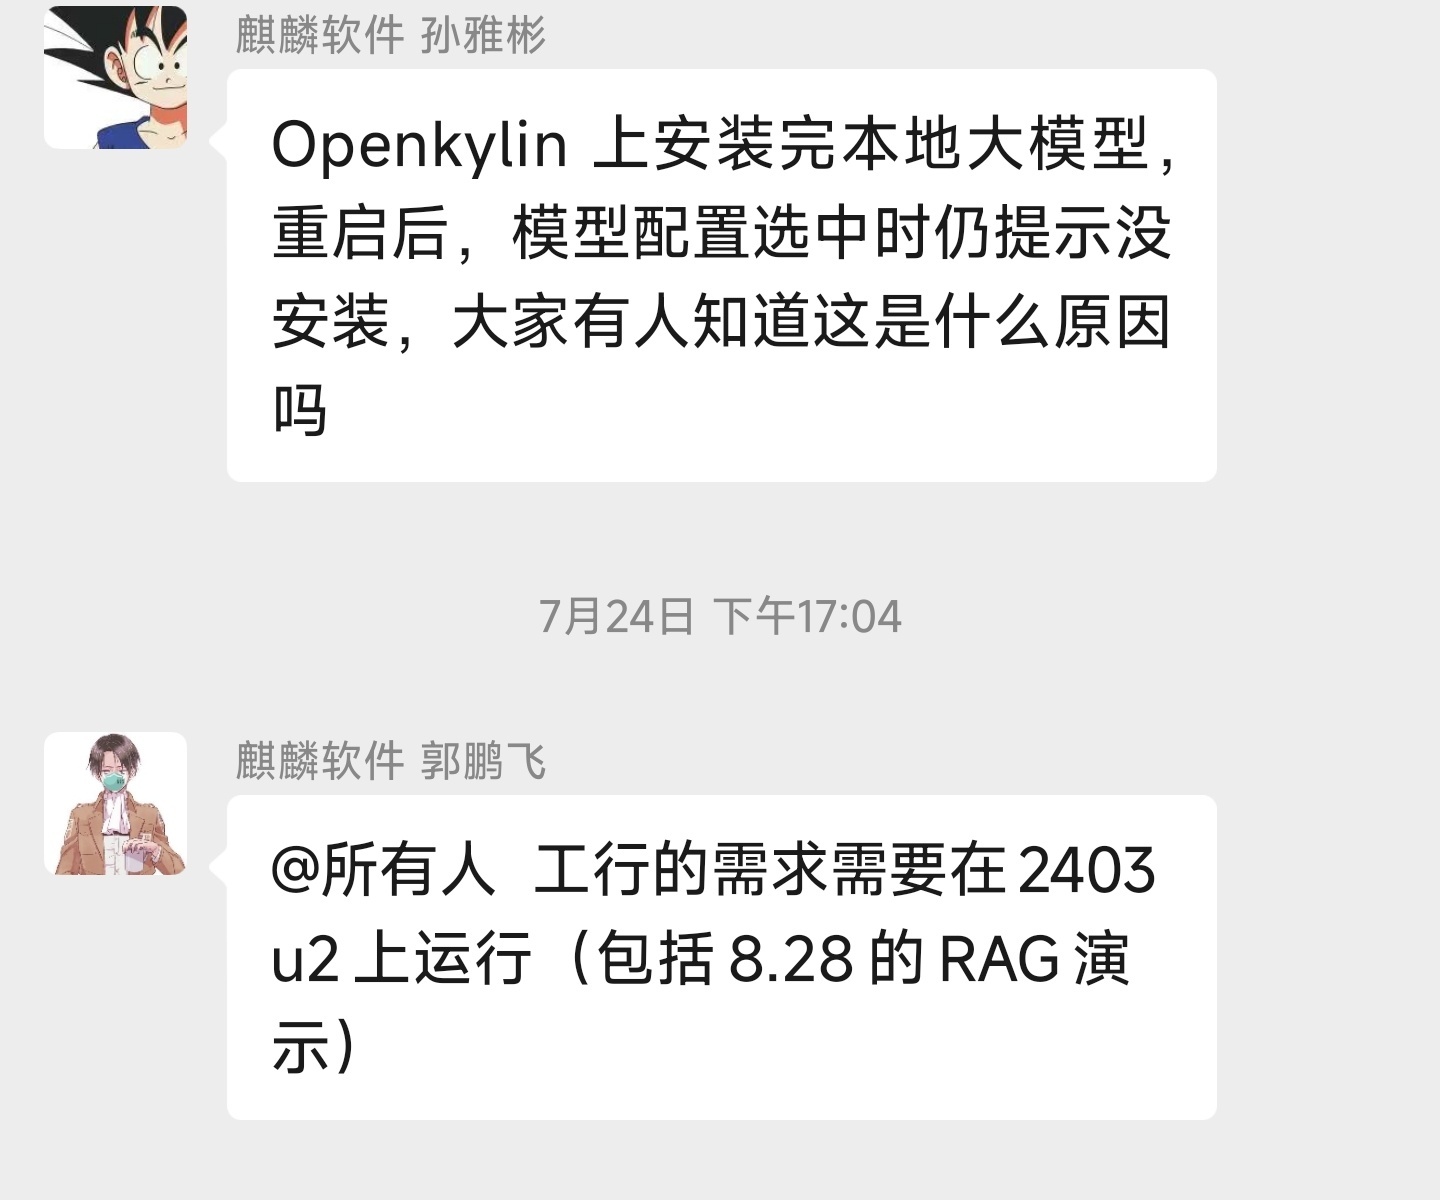 麒麟软件 孙雅彬
Openkylin 上安装完本地大模型，
重启后，模型配置选中时仍提示没
安装，大家有人知道这是什么原因
吗
7月24日 下午17:04
麒麟软件 郭鹏飞
@所有人 工行的需求需要在2403
u2上运行（包括8.28的RAG演
示）